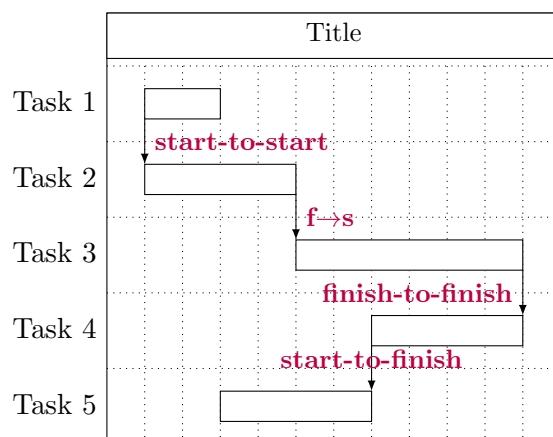 Title
Task 1
start-to-start
Task 2
f→s
Task 3
finish-to-finish
Task 4
start-to-finish
Task 5